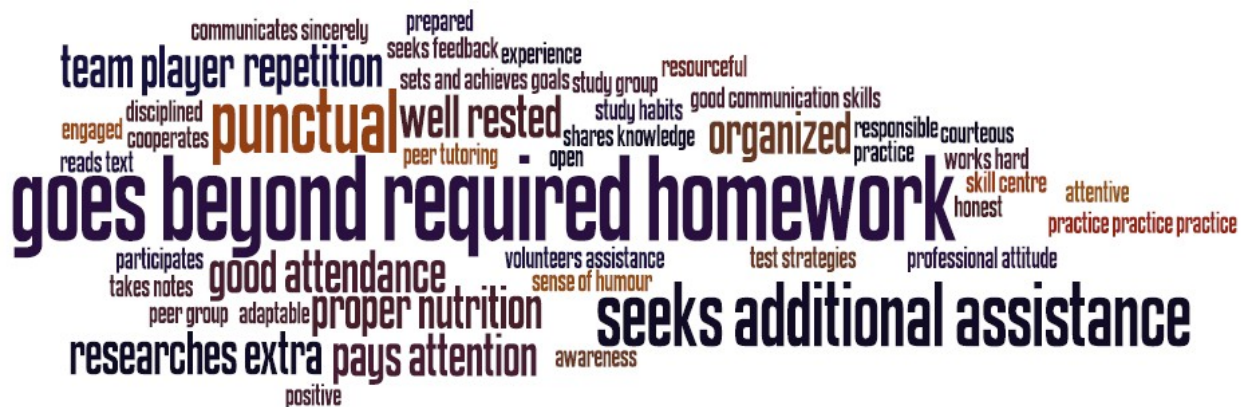 communicates sincerely
prepared
seeks feedback
experience
team player
repetition
sets and achieves goals
study group
resourceful
disciplined
punctual
well rested
study habits
good communication skills
engaged
cooperates
shares knowledge
organized
responsible
courteous
reads text
peer tutoring
open
practice
works hard
goes beyond required homework
skill centre
attentive
honest
practice practice practice
participates
good attendance
volunteers assistance
test strategies
professional attitude
takes notes
sense of humour
peer group
adaptable
proper nutrition
seeks additional assistance
researches extra
pays attention
awareness
positive